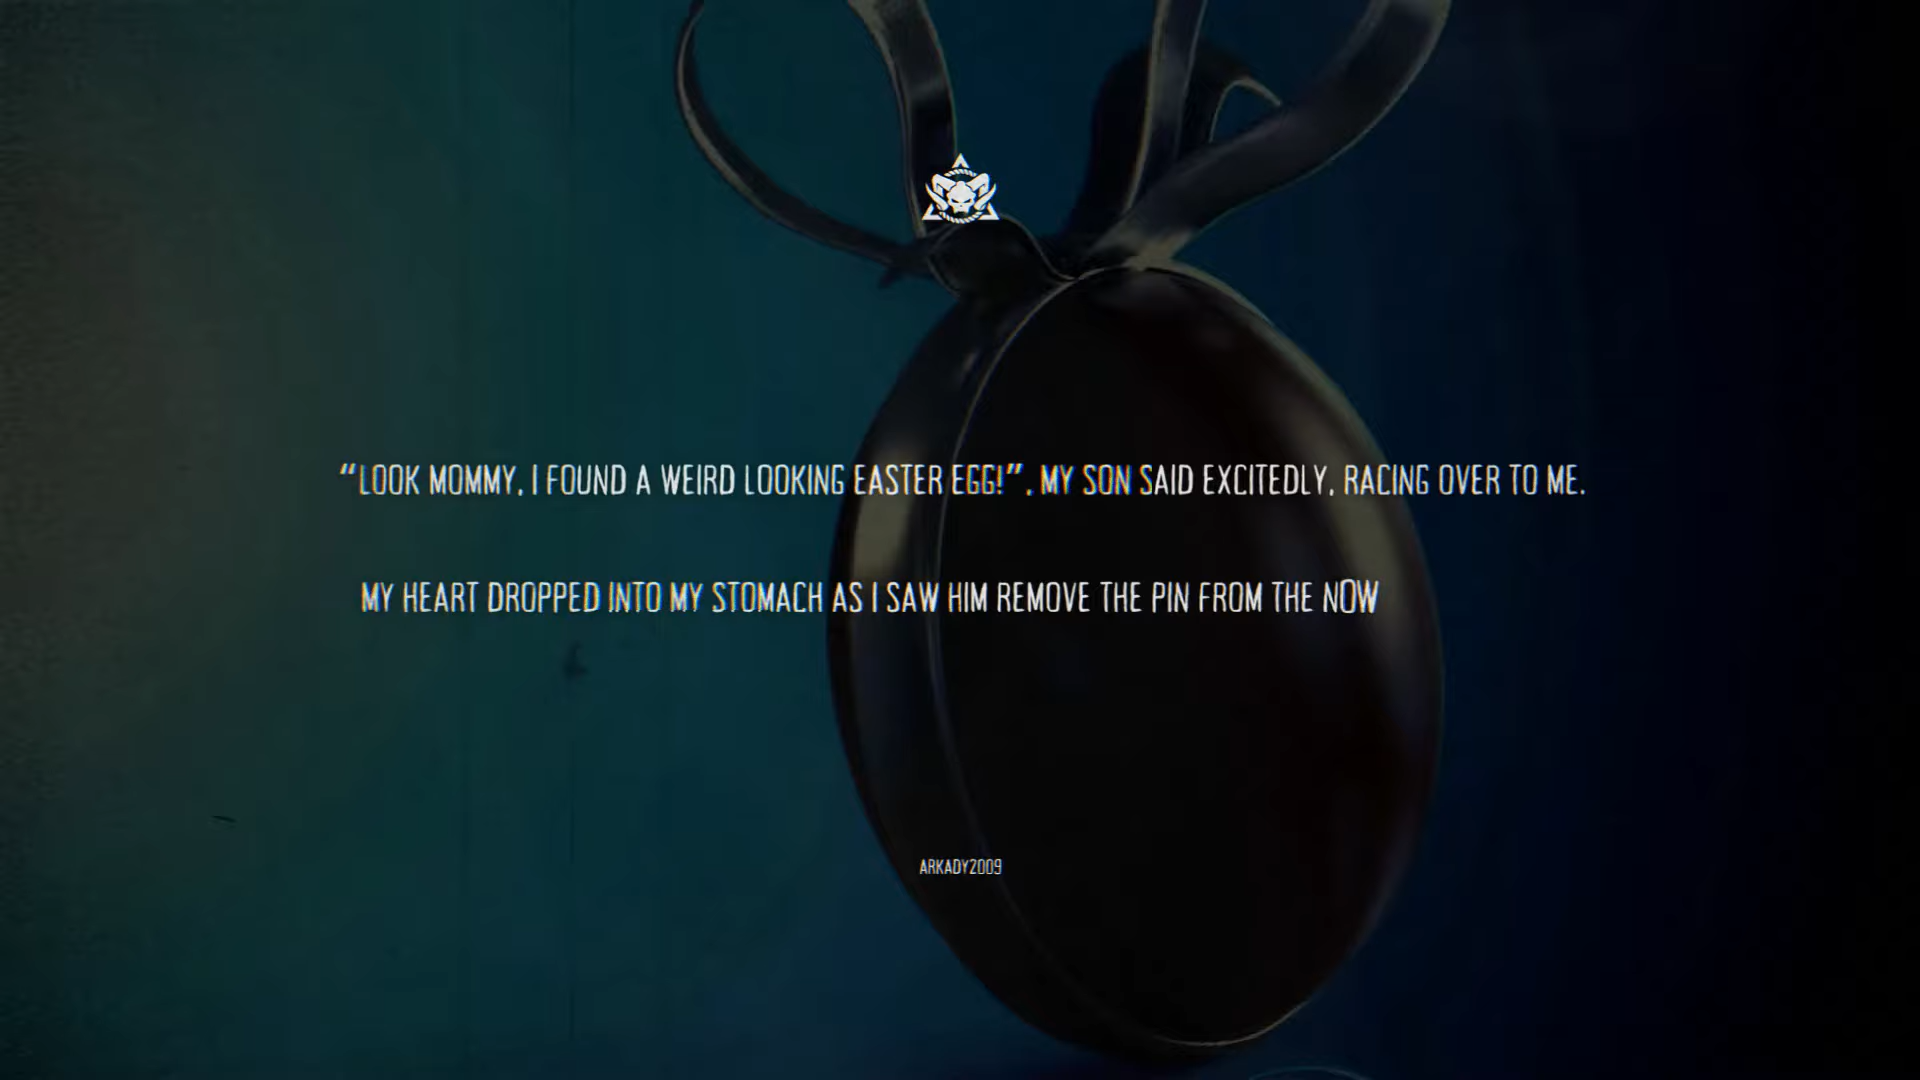 “LOOK MOMMY, I FOUND A WEIRD LOOKING EASTER EGG!”, MY SON SAID EXCITEDLY, RACING OVER TO ME.
MY HEART DROPPED INTO MY STOMACH AS I SAW HIM REMOVE THE PIN FROM THE NOW
ARKADY2009